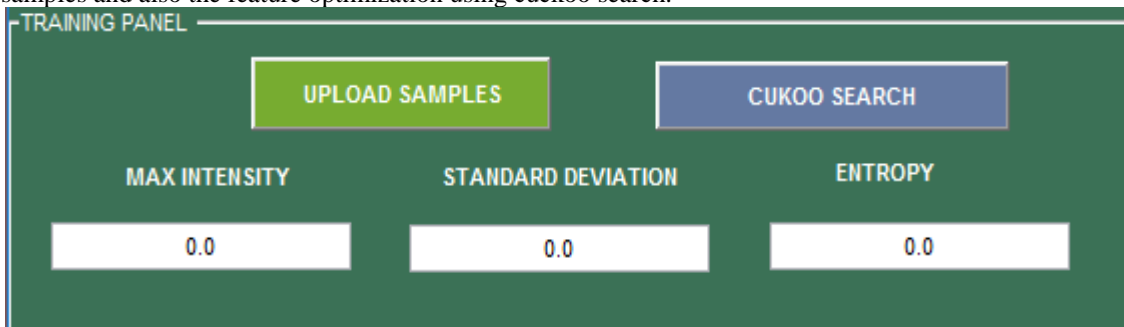 samples and also the feature optimization using cuckoo search.
TRAINING PANEL
UPLOAD SAMPLES
CUKOO SEARCH
MAX INTENSITY
STANDARD DEVIATION
ENTROPY
0.0
0.0
0.0